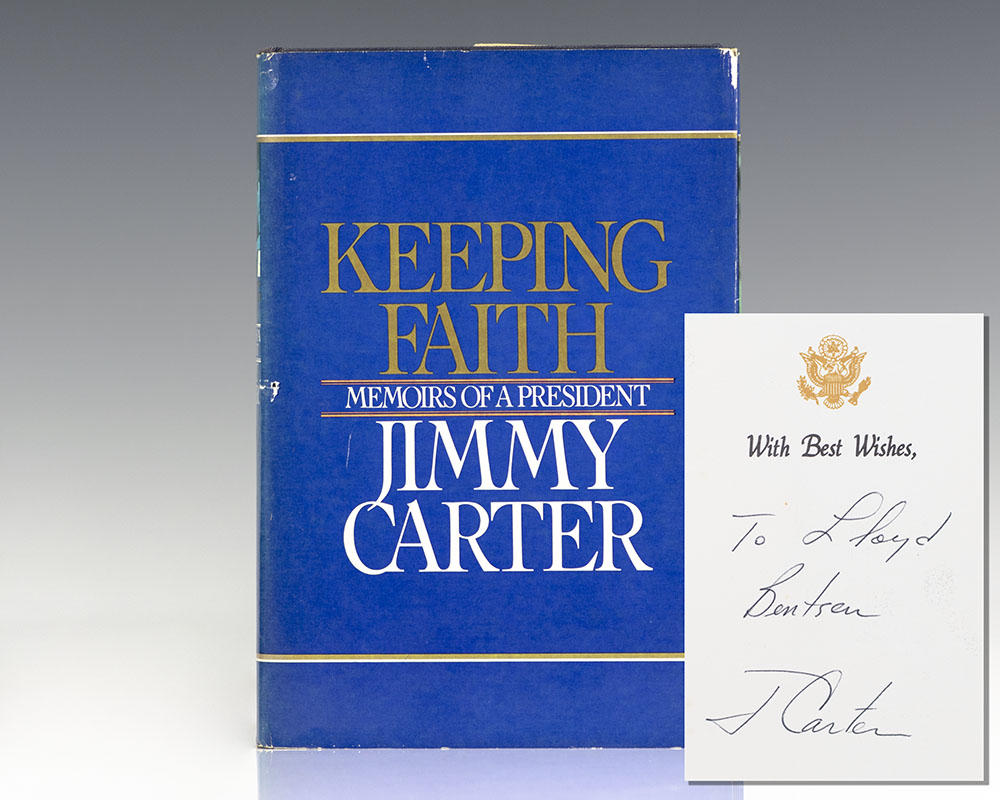 KEEPING
FAITH
MEMOIRS OF A PRESIDENT
JIMMY
CARTER
With Best Wishes,
To Lloyd
Bentsen
J Carter